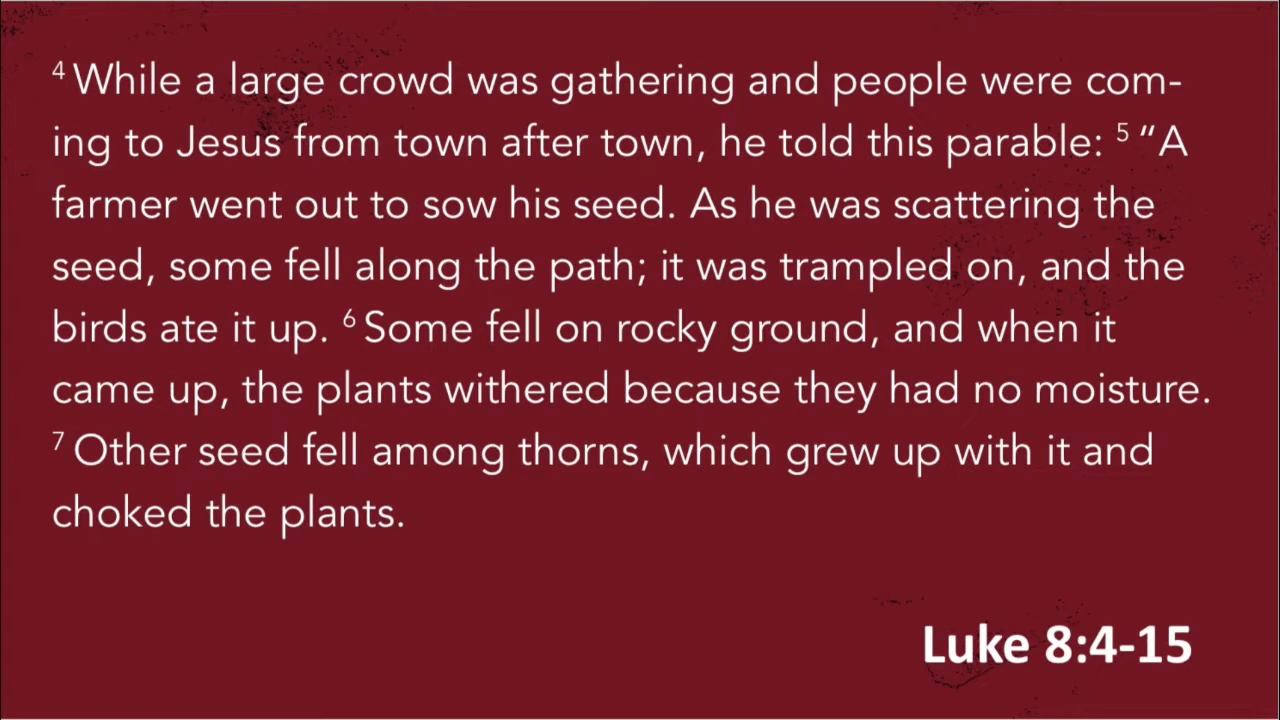 ⁴ While a large crowd was gathering and people were com-
ing to Jesus from town after town, he told this parable: ⁵ “A
farmer went out to sow his seed. As he was scattering the
seed, some fell along the path; it was trampled on, and the
birds ate it up. ⁶ Some fell on rocky ground, and when it
came up, the plants withered because they had no moisture.
⁷ Other seed fell among thorns, which grew up with it and
choked the plants.
Luke 8:4-15